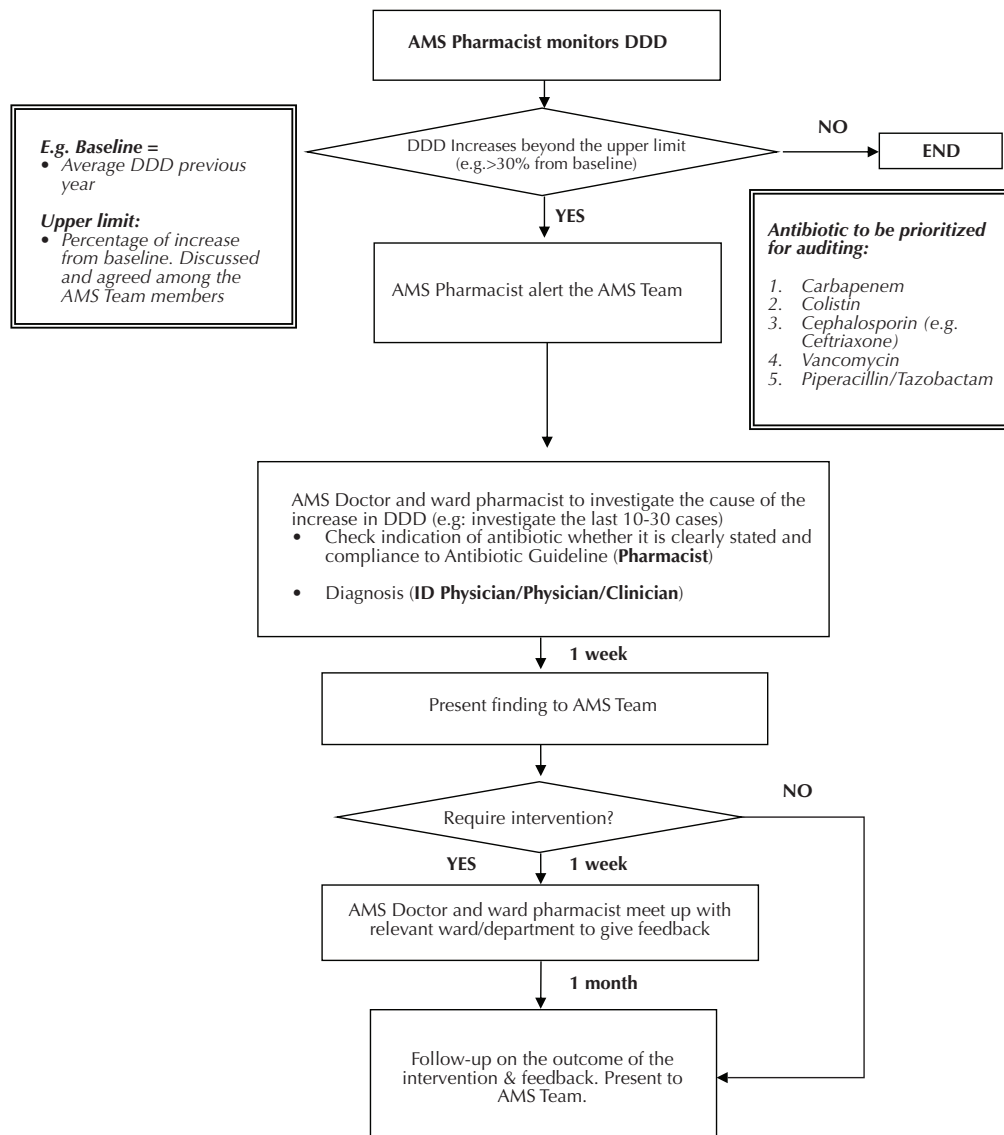 AMS Pharmacist monitors DDD
E.g. Baseline =
• Average DDD previous
year
Upper limit:
• Percentage of increase
from baseline. Discussed
and agreed among the
AMS Team members
DDD Increases beyond the upper limit
(e.g.>30% from baseline)
NO
END
YES
Antibiotic to be prioritized
for auditing:
1. Carbapenem
2. Colistin
3. Cephalosporin (e.g.
Ceftriaxone)
4. Vancomycin
5. Piperacillin/Tazobactam
AMS Pharmacist alert the AMS Team
AMS Doctor and ward pharmacist to investigate the cause of the
increase in DDD (e.g: investigate the last 10-30 cases)
• Check indication of antibiotic whether it is clearly stated and
compliance to Antibiotic Guideline (Pharmacist)
• Diagnosis (ID Physician/Physician/Clinician)
1 week
Present finding to AMS Team
Require intervention?
NO
YES
1 week
AMS Doctor and ward pharmacist meet up with
relevant ward/department to give feedback
1 month
Follow-up on the outcome of the
intervention & feedback. Present to
AMS Team.